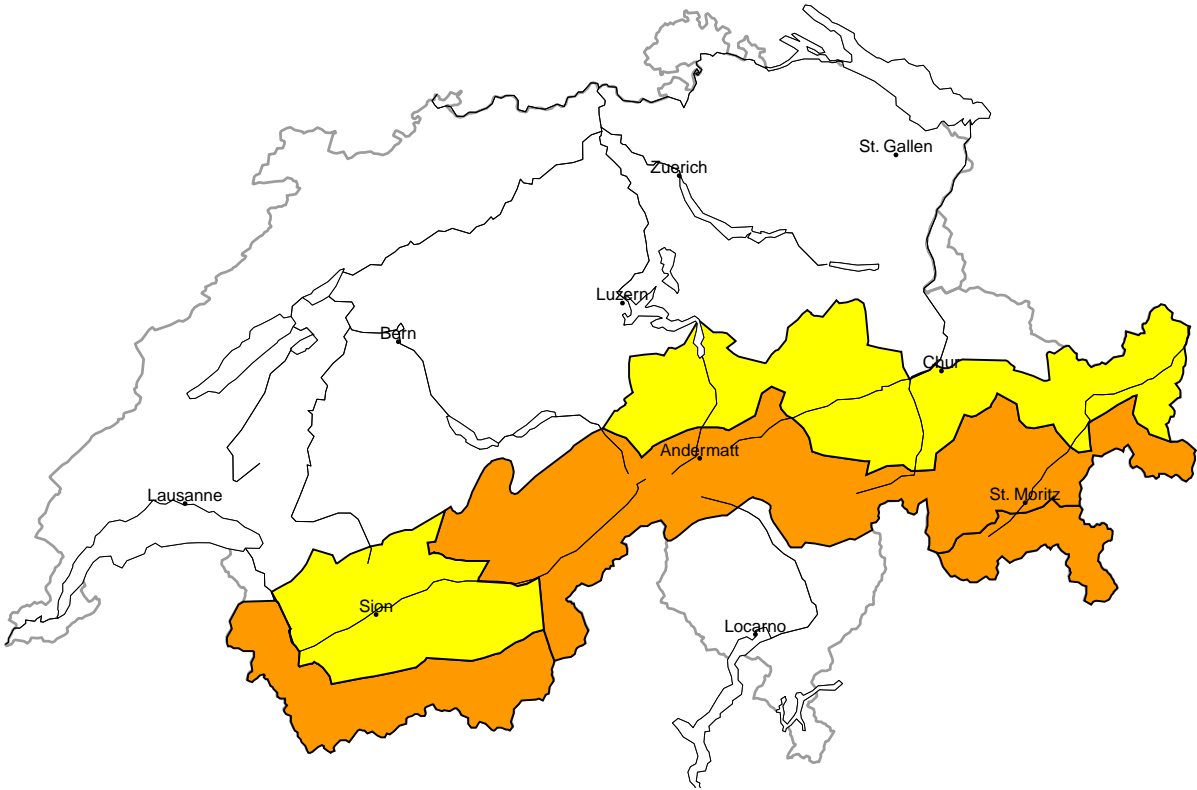 St. Gallen
Zuerich
Luzern
Bern
Chur
Andermatt
Lausanne
St. Moritz
Sion
Locarno